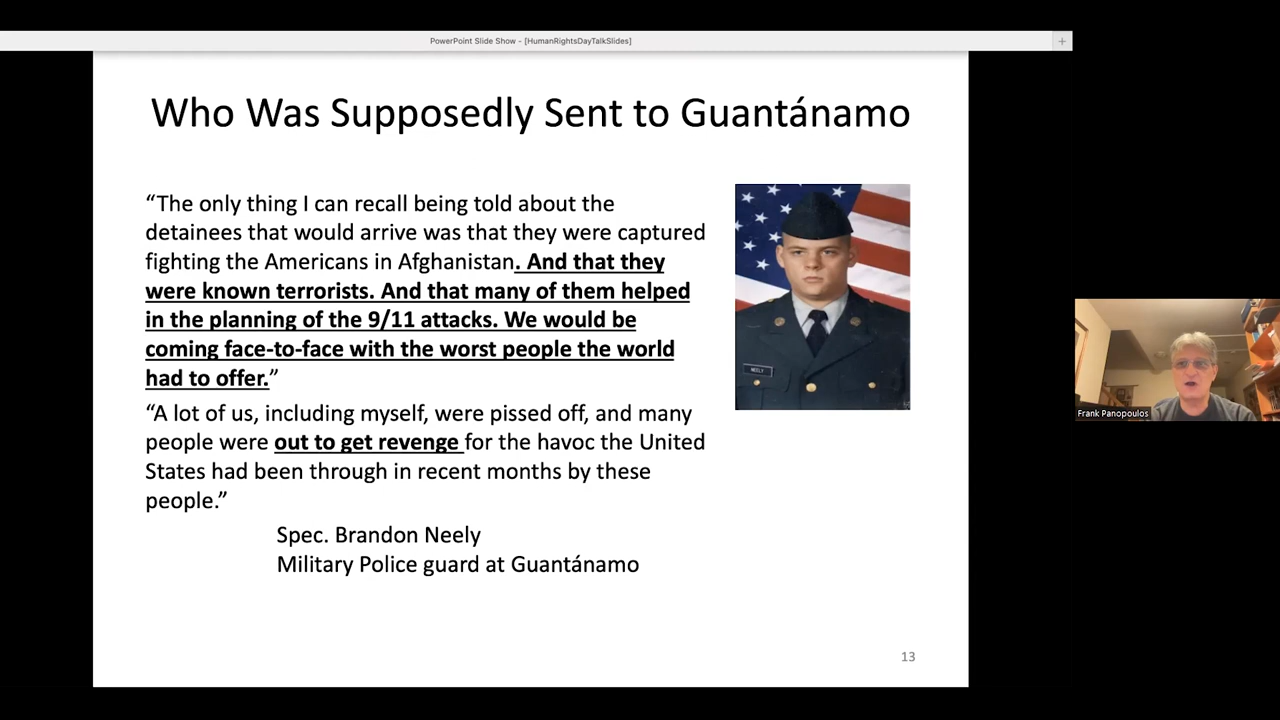 PowerPoint Slide Show - [HumanRightsDayTalkSlides]
Who Was Supposedly Sent to Guantánamo
“The only thing I can recall being told about the
detainees that would arrive was that they were captured
fighting the Americans in Afghanistan. And that they
were known terrorists. And that many of them helped
in the planning of the 9/11 attacks. We would be
coming face-to-face with the worst people the world
had to offer.”
“A lot of us, including myself, were pissed off, and many
people were out to get revenge for the havoc the United
States had been through in recent months by these
people.”
Spec. Brandon Neely
Military Police guard at Guantánamo
NEELY
Frank Panopoulos
13